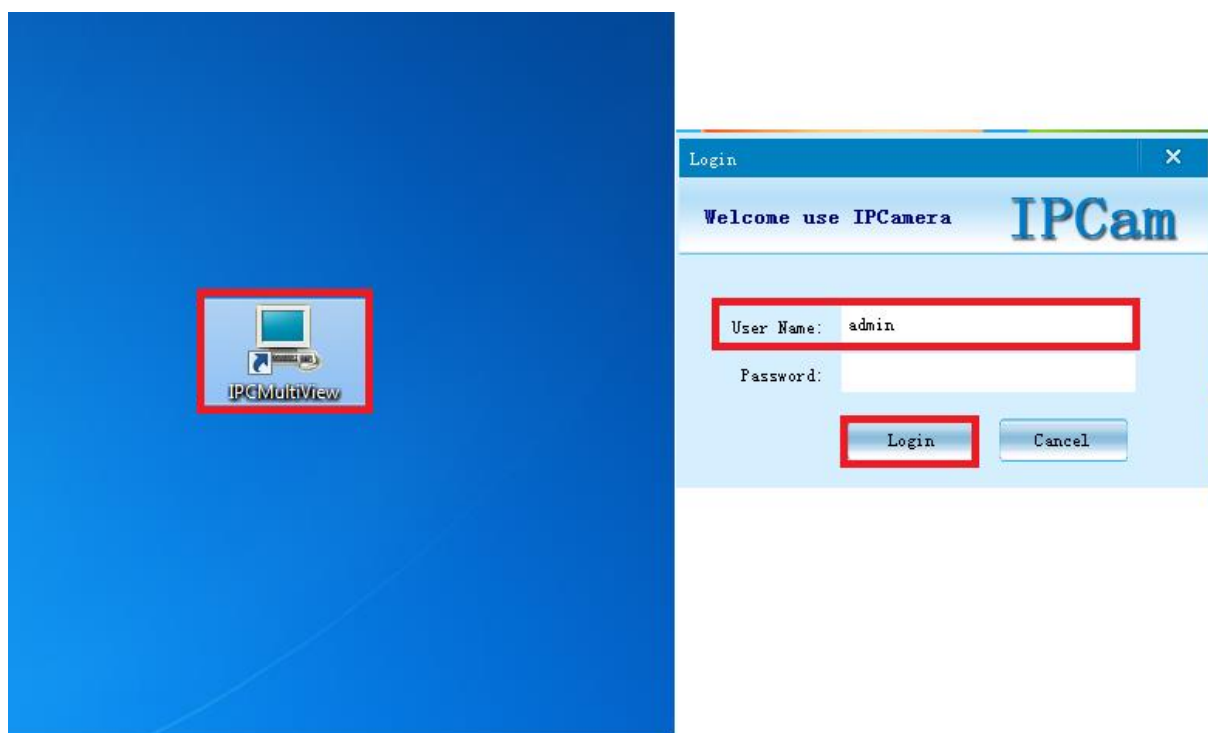 IPCMultiView
Login
Welcome use IPCamera
IPCam
User Name: admin
Password:
Login
Cancel